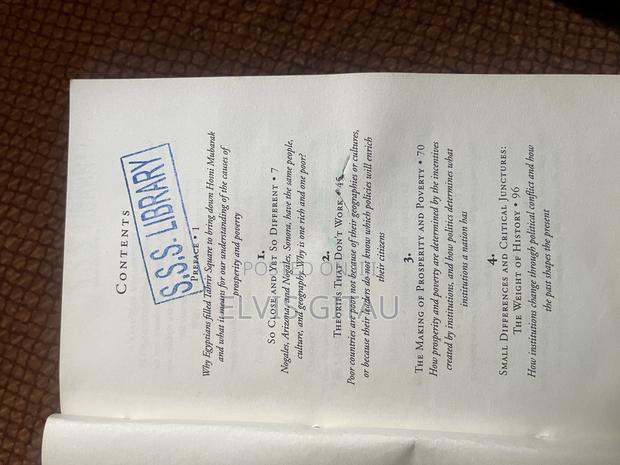 CONTENTS
S.S.S. LIBRARY
PREFACE • 1
Why Egyptians filled Tahrir Square to bring down Hosni Mubarak
and what it means for our understanding of the causes of
prosperity and poverty
1.
SO CLOSE AND YET SO DIFFERENT • 7
Nogales, Arizona, and Nogales, Sonora, have the same people,
culture, and geography. Why is one rich and one poor?
2.
THEORIES THAT DON'T WORK • 45
Poor countries are poor not because of their geographies or cultures,
or because their leaders do not know which policies will enrich
their citizens
3.
THE MAKING OF PROSPERITY AND POVERTY • 70
How prosperity and poverty are determined by the incentives
created by institutions, and how politics determines what
institutions a nation has
4.
SMALL DIFFERENCES AND CRITICAL JUNCTURES:
THE WEIGHT OF HISTORY • 96
How institutions change through political conflict and how
the past shapes the present
POSTED ON